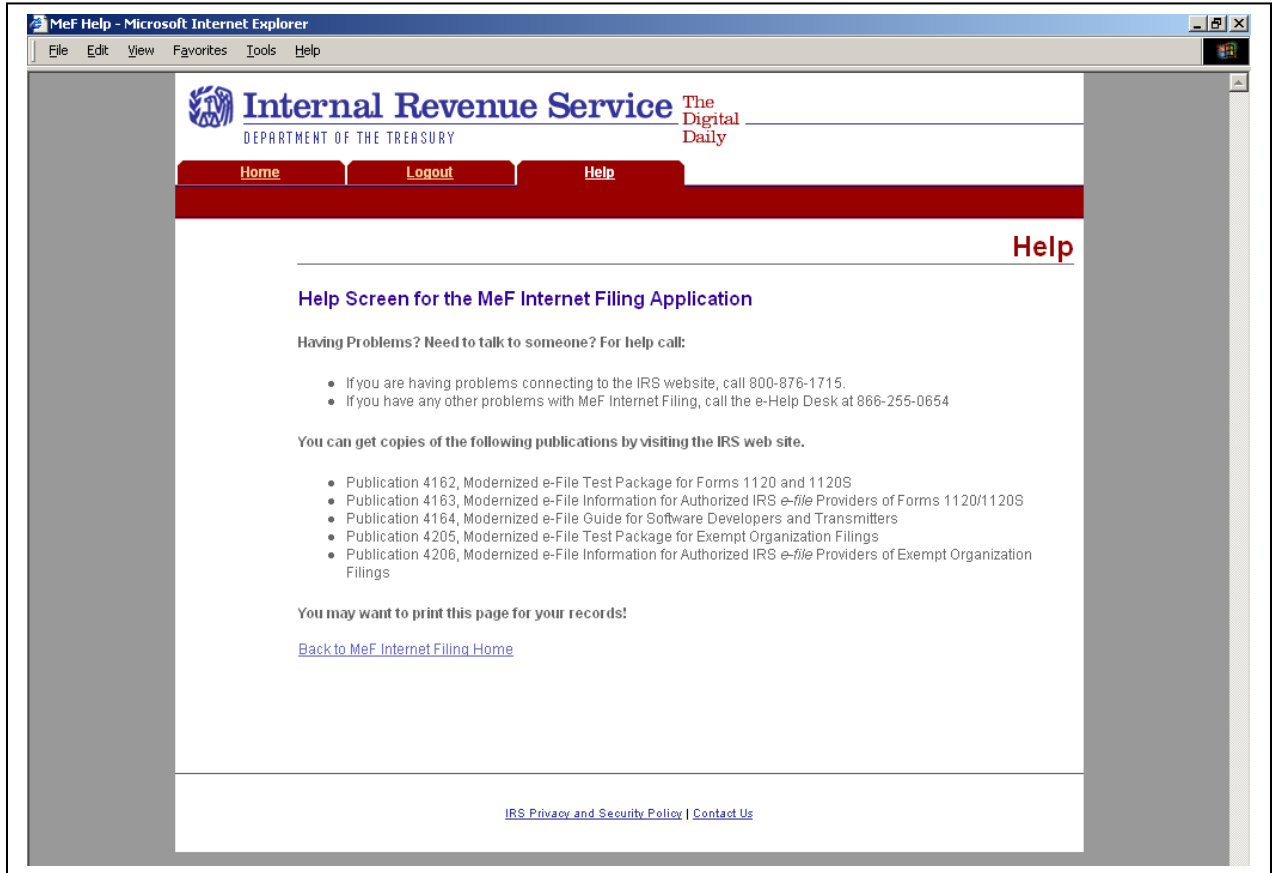 MeF Help - Microsoft Internet Explorer
File Edit View Favorites Tools Help
Internal Revenue Service
DEPARTMENT OF THE TREASURY
The
Digital
Daily
Home Logout Help
Help
Help Screen for the MeF Internet Filing Application
Having Problems? Need to talk to someone? For help call:
• If you are having problems connecting to the IRS website, call 800-876-1715.
• If you have any other problems with MeF Internet Filing, call the e-Help Desk at 866-255-0654
You can get copies of the following publications by visiting the IRS web site.
• Publication 4162, Modernized e-File Test Package for Forms 1120 and 1120S
• Publication 4163, Modernized e-File Information for Authorized IRS e-file Providers of Forms 1120/1120S
• Publication 4164, Modernized e-File Guide for Software Developers and Transmitters
• Publication 4205, Modernized e-File Test Package for Exempt Organization Filings
• Publication 4206, Modernized e-File Information for Authorized IRS e-file Providers of Exempt Organization
Filings
You may want to print this page for your records!
Back to MeF Internet Filing Home
IRS Privacy and Security Policy | Contact Us